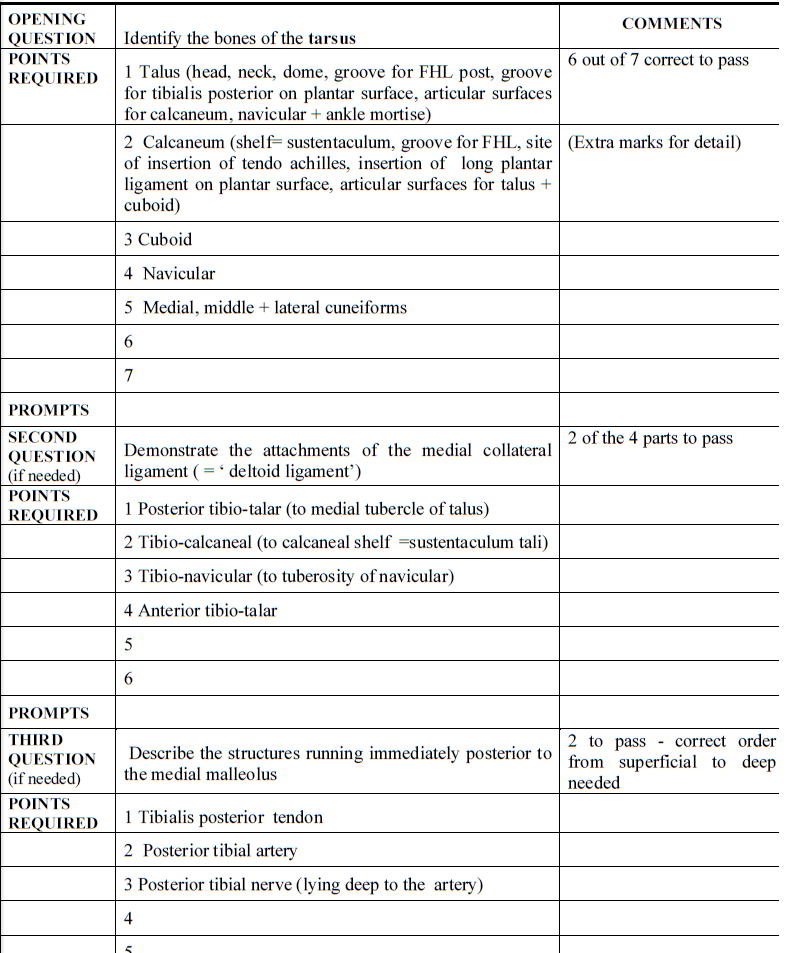 OPENING
QUESTION
Identify the bones of the tarsus
COMMENTS
POINTS
REQUIRED
1 Talus (head, neck, dome, groove for FHL post, groove
for tibialis posterior on plantar surface, articular surfaces
for calcaneum, navicular + ankle mortise)
6 out of 7 correct to pass
2 Calcaneum (shelf= sustentaculum, groove for FHL, site
of insertion of tendo achilles, insertion of long plantar
ligament on plantar surface, articular surfaces for talus +
cuboid)
(Extra marks for detail)
3 Cuboid
4 Navicular
5 Medial, middle + lateral cuneiforms
6
7
PROMPTS
SECOND
QUESTION
(if needed)
Demonstrate the attachments of the medial collateral
ligament ( = ‘ deltoid ligament’)
2 of the 4 parts to pass
POINTS
REQUIRED
1 Posterior tibio-talar (to medial tubercle of talus)
2 Tibio-calcaneal (to calcaneal shelf =sustentaculum tali)
3 Tibio-navicular (to tuberosity of navicular)
4 Anterior tibio-talar
5
6
PROMPTS
THIRD
QUESTION
(if needed)
Describe the structures running immediately posterior to
the medial malleolus
2 to pass - correct order
from superficial to deep
needed
POINTS
REQUIRED
1 Tibialis posterior tendon
2 Posterior tibial artery
3 Posterior tibial nerve (lying deep to the artery)
4
5